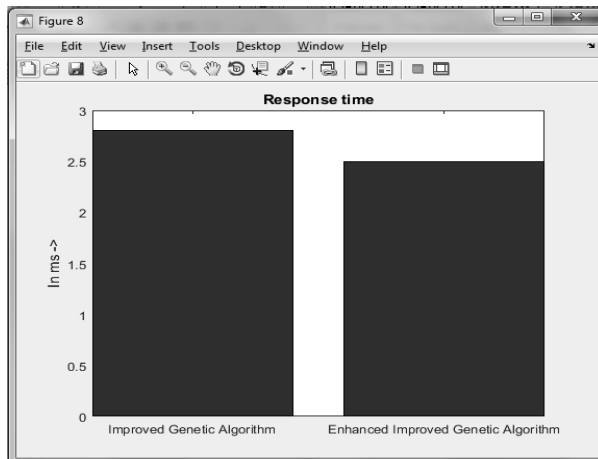 Figure 8
File Edit View Insert Tools Desktop Window Help
Response time
3
2.5
2
1.5
1
0.5
0
In ms ->
Improved Genetic Algorithm Enhanced Improved Genetic Algorithm